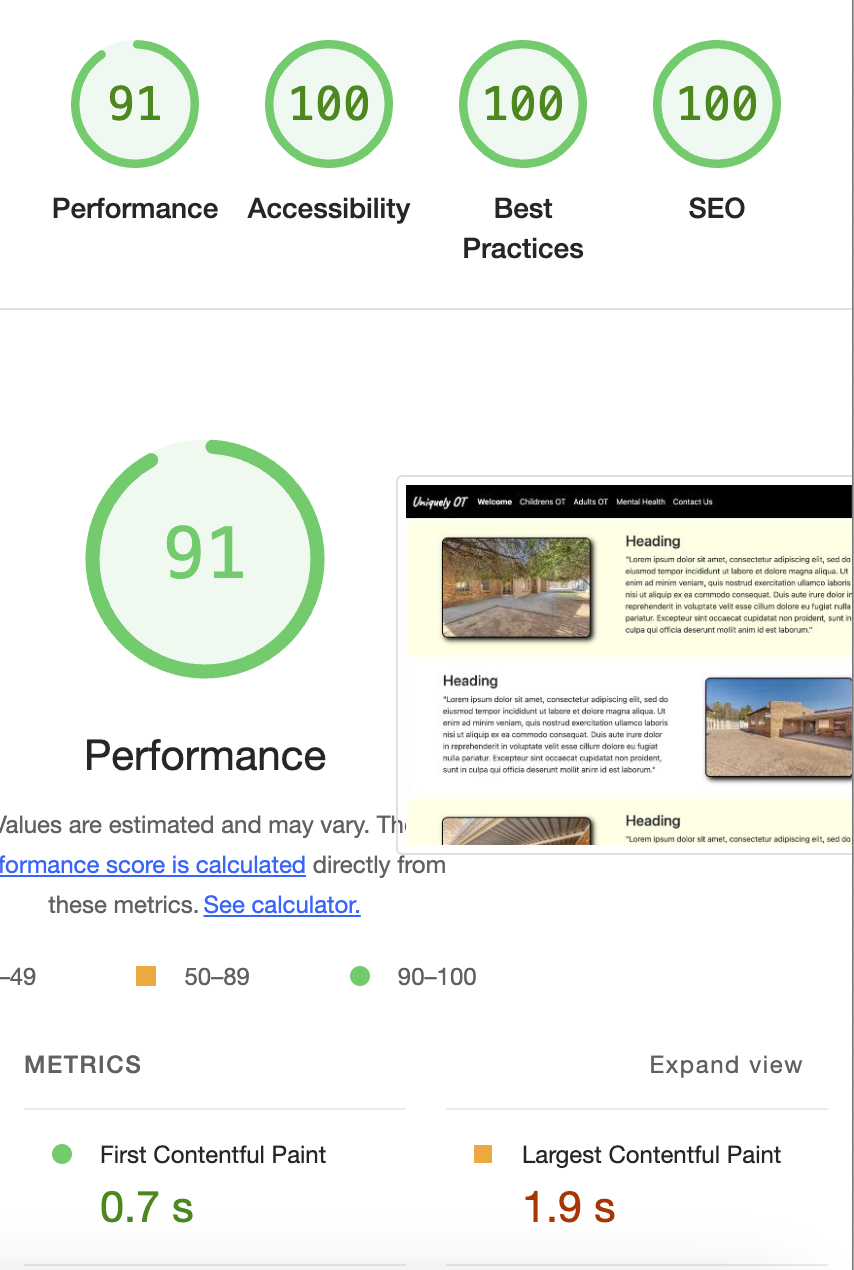 91
100
100
100
Performance
Accessibility
Best
Practices
SEO
91
Performance
Values are estimated and may vary. The
formance score is calculated directly from
these metrics. See calculator.
–49
50–89
90–100
Uniquely OT Welcome Childrens OT Adults OT Mental Health Contact Us
Heading
"Lorem ipsum dolor sit amet, consectetur adipiscing elit, sed do
eiusmod tempor incididunt ut labore et dolore magna aliqua. Ut
enim ad minim veniam, quis nostrud exercitation ullamco laboris
nisi ut aliquip ex ea commodo consequat. Duis aute irure dolor in
reprehenderit in voluptate velit esse cillum dolore eu fugiat nulla
pariatur. Excepteur sint occaecat cupidatat non proident, sunt in
culpa qui officia deserunt mollit anim id est laborum."
Heading
"Lorem ipsum dolor sit amet, consectetur adipiscing elit, sed do
eiusmod tempor incididunt ut labore et dolore magna aliqua. Ut
enim ad minim veniam, quis nostrud exercitation ullamco laboris
nisi ut aliquip ex ea commodo consequat. Duis aute irure dolor
in reprehenderit in voluptate velit esse cillum dolore eu fugiat
nulla pariatur. Excepteur sint occaecat cupidatat non proident,
sunt in culpa qui officia deserunt mollit anim id est laborum."
Heading
"Lorem ipsum dolor sit amet, consectetur adipiscing elit, sed do
METRICS
Expand view
First Contentful Paint
0.7 s
Largest Contentful Paint
1.9 s